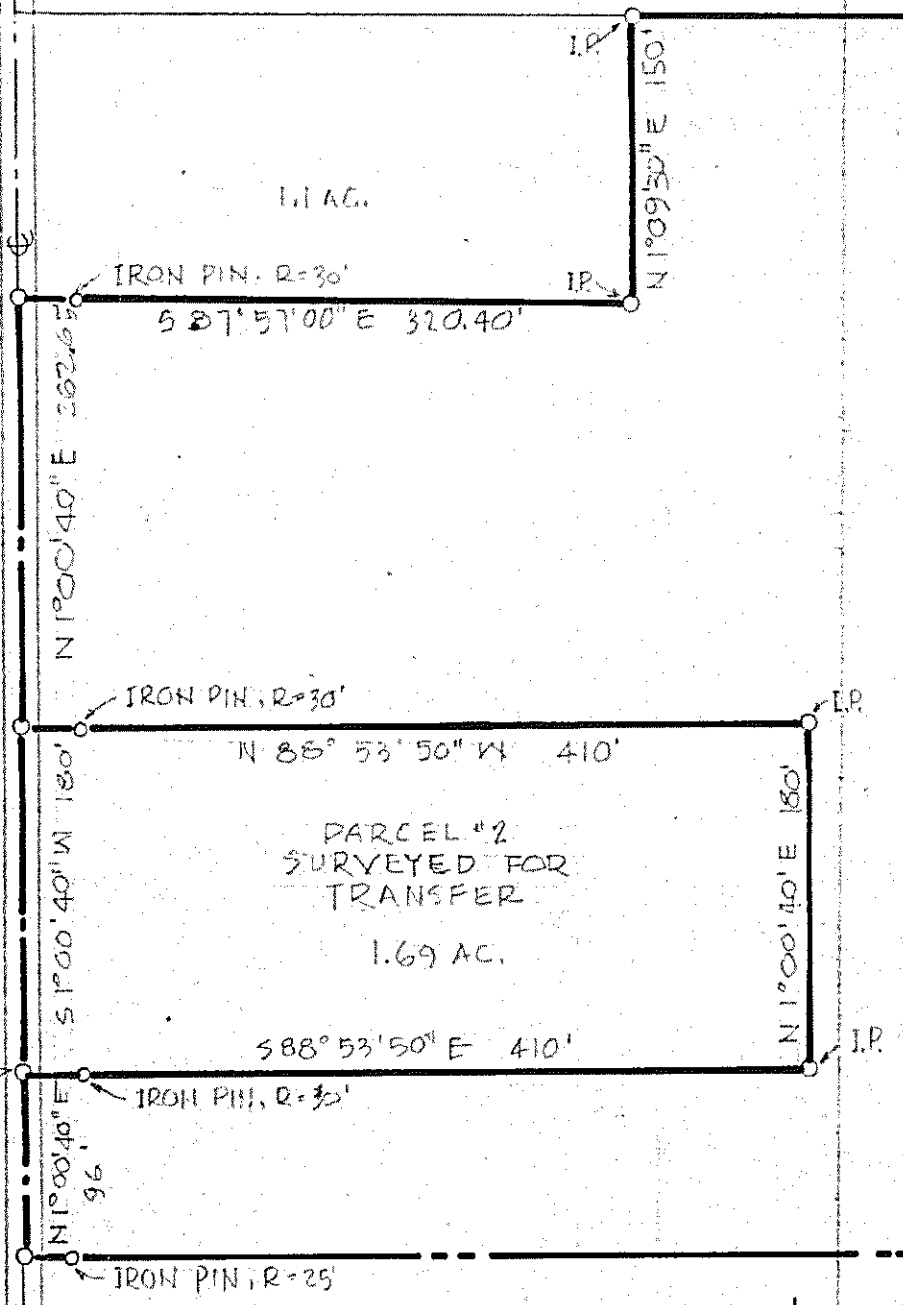 I.P.
N 1°09'30" E 150'
1.1 AC.
IRON PIN. R=30'
I.P.
S 87°57'00" E 320.40'
N 1°00'40" E
IRON PIN, R=30'
I.P.
N 88° 53' 50" W 410'
S 1°00'40" W 180'
PARCEL #2
SURVEYED FOR
TRANSFER
1.69 AC.
N 1°00'40" E 180'
S 88° 53' 50" E 410'
I.P.
IRON PIN, R=30'
N 1°00'40" E
96'
IRON PIN, R=25'